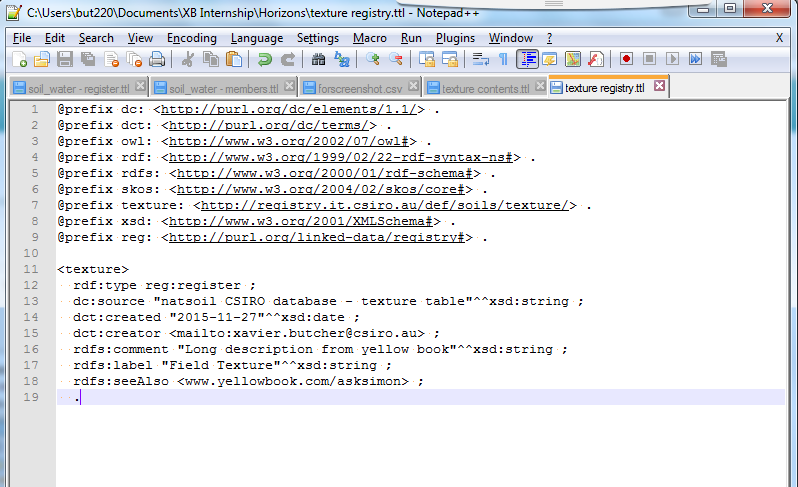 C:\Users\but220\Documents\XB Internship\Horizons\texture registry.ttl - Notepad++
File Edit Search View Encoding Language Settings Macro Run Plugins Window ? X
soil_water - register.ttl soil_water - members.ttl forscreenshot.csv texture contents.ttl texture registry.ttl
1 @prefix dc: <http://purl.org/dc/elements/1.1/> .
2 @prefix dct: <http://purl.org/dc/terms/> .
3 @prefix owl: <http://www.w3.org/2002/07/owl#> .
4 @prefix rdf: <http://www.w3.org/1999/02/22-rdf-syntax-ns#> .
5 @prefix rdfs: <http://www.w3.org/2000/01/rdf-schema#> .
6 @prefix skos: <http://www.w3.org/2004/02/skos/core#> .
7 @prefix texture: <http://registry.it.csiro.au/def/soils/texture/> .
8 @prefix xsd: <http://www.w3.org/2001/XMLSchema#> .
9 @prefix reg: <http://purl.org/linked-data/registry#> .
10
11 <texture>
12 rdf:type reg:register ;
13 dc:source "natsoil CSIRO database - texture table"^^xsd:string ;
14 dct:created "2015-11-27"^^xsd:date ;
15 dct:creator <mailto:xavier.butcher@csiro.au> ;
16 rdfs:comment "Long description from yellow book"^^xsd:string ;
17 rdfs:label "Field Texture"^^xsd:string ;
18 rdfs:seeAlso <www.yellowbook.com/asksimon> ;
19 .